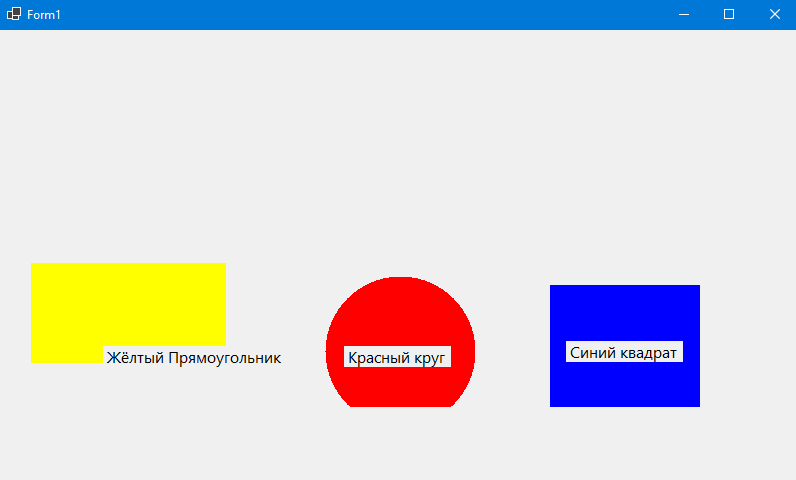 Form1
Жёлтый Прямоугольник
Красный круг
Синий квадрат